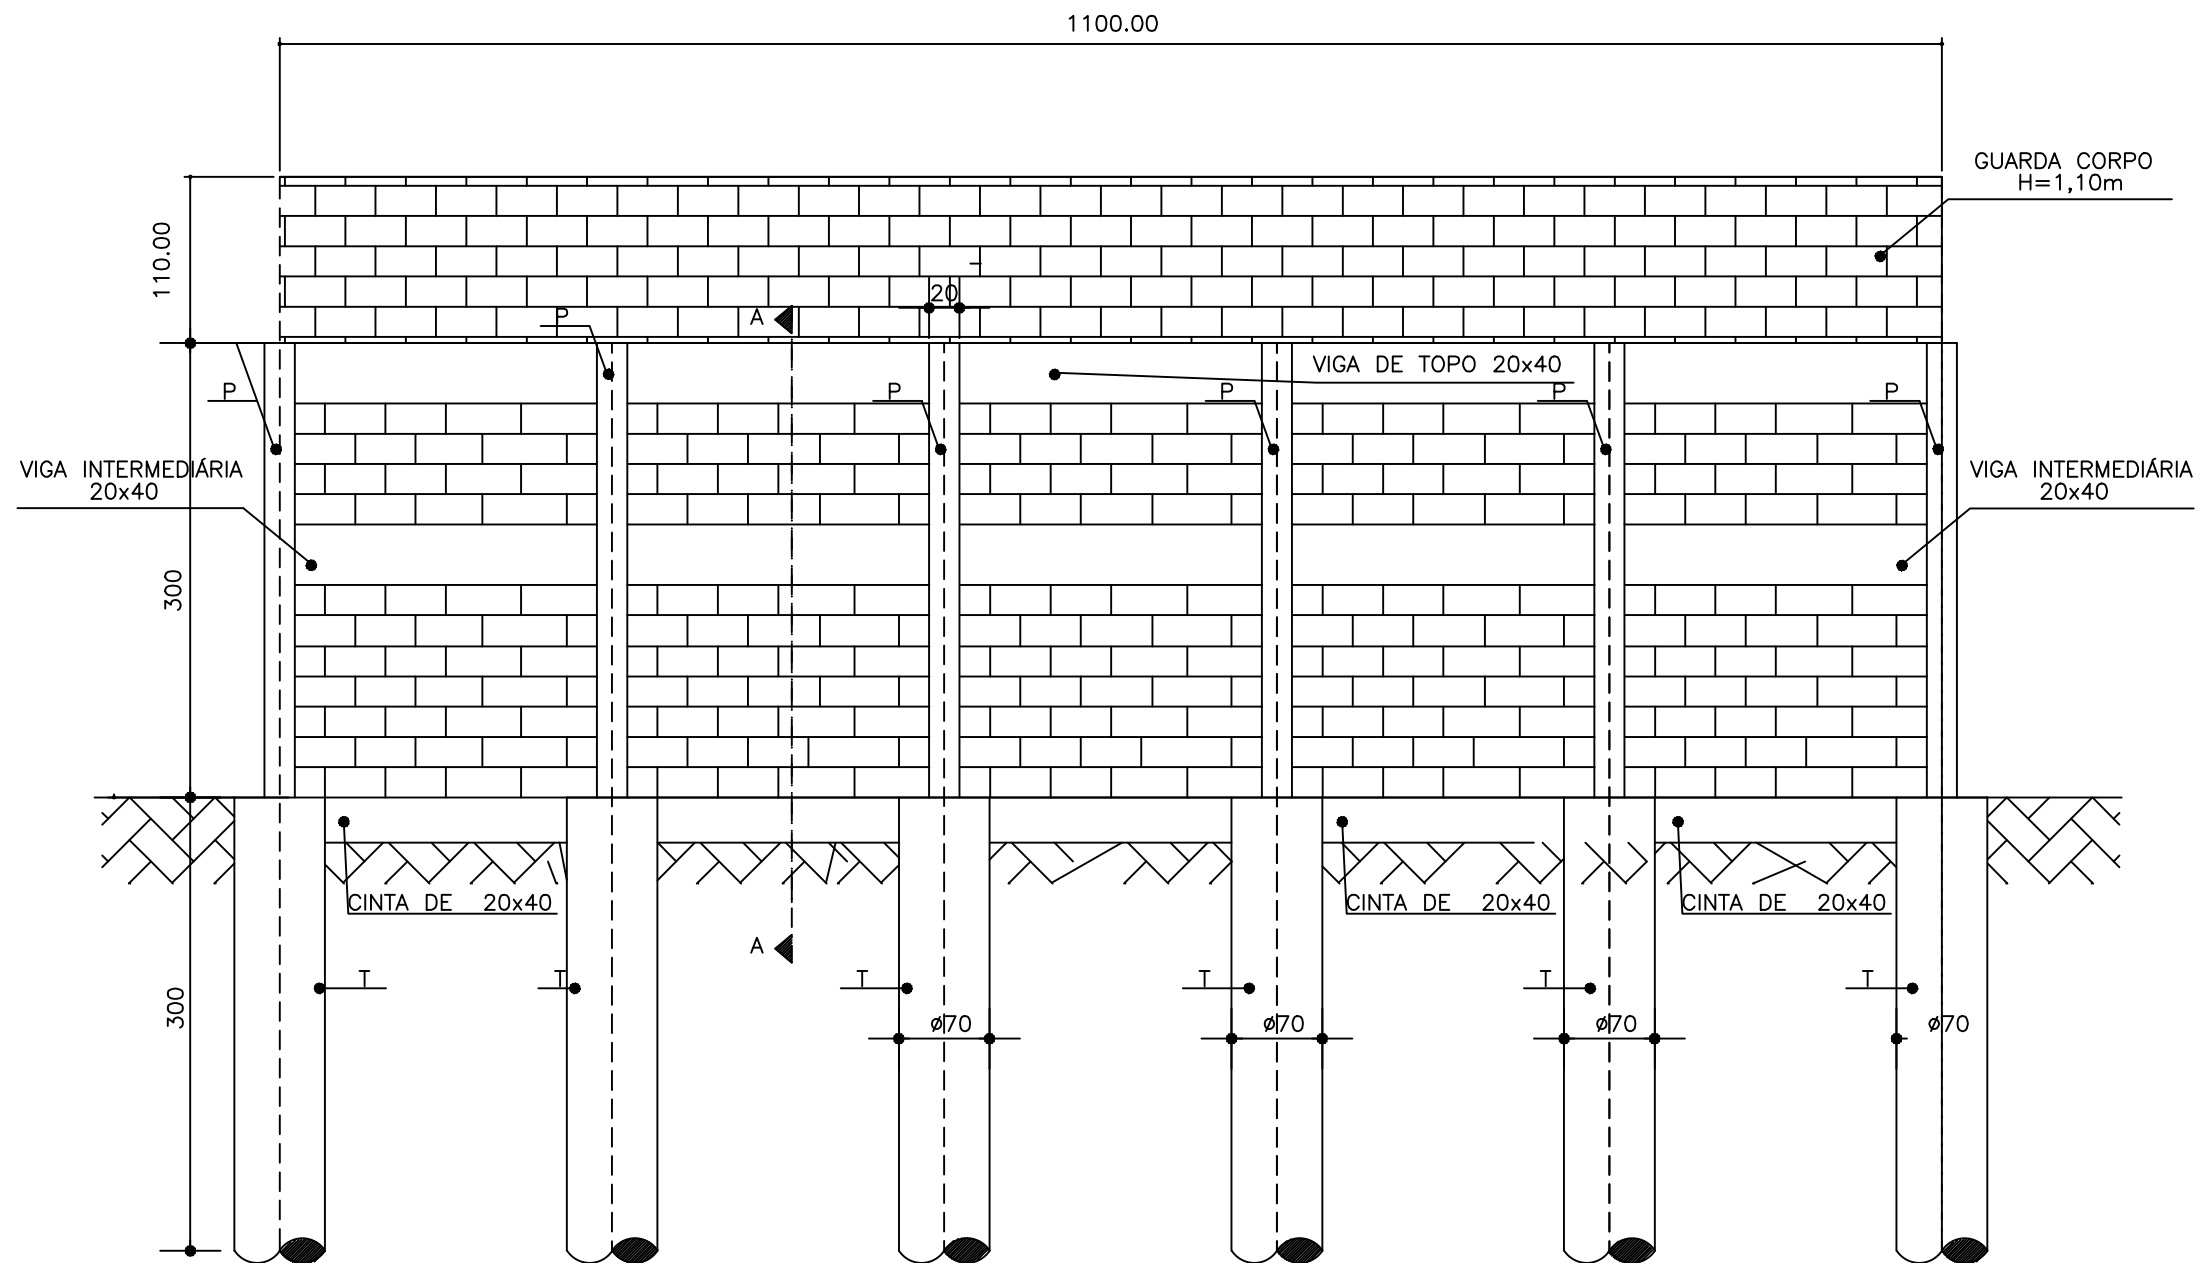 1100.00
GUARDA CORPO
H=1,10m
110.00
20
A
P
VIGA DE TOPO 20x40
P
P
P
P
P
VIGA INTERMEDIÁRIA
20x40
VIGA INTERMEDIÁRIA
20x40
300
CINTA DE 20x40
CINTA DE 20x40
CINTA DE 20x40
A
T
T
T
T
T
T
300
ø70
ø70
ø70
ø70